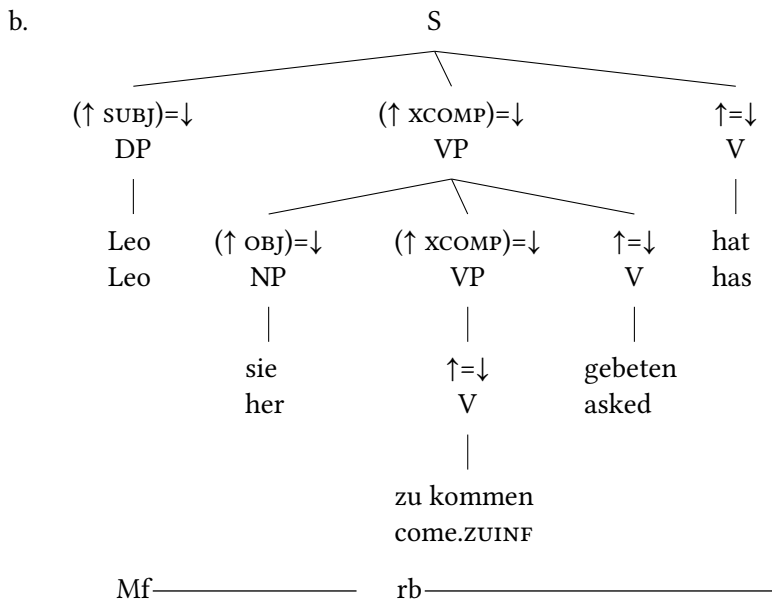 b. S
(↑ SUBJ)=↓ (↑ XCOMP)=↓ ↑=↓
DP VP V
Leo (↑ OBJ)=↓ (↑ XCOMP)=↓ ↑=↓ hat
Leo NP VP V has
sie ↑=↓ gebeten
her V asked
zu kommen
come.ZUINF
Mf rb